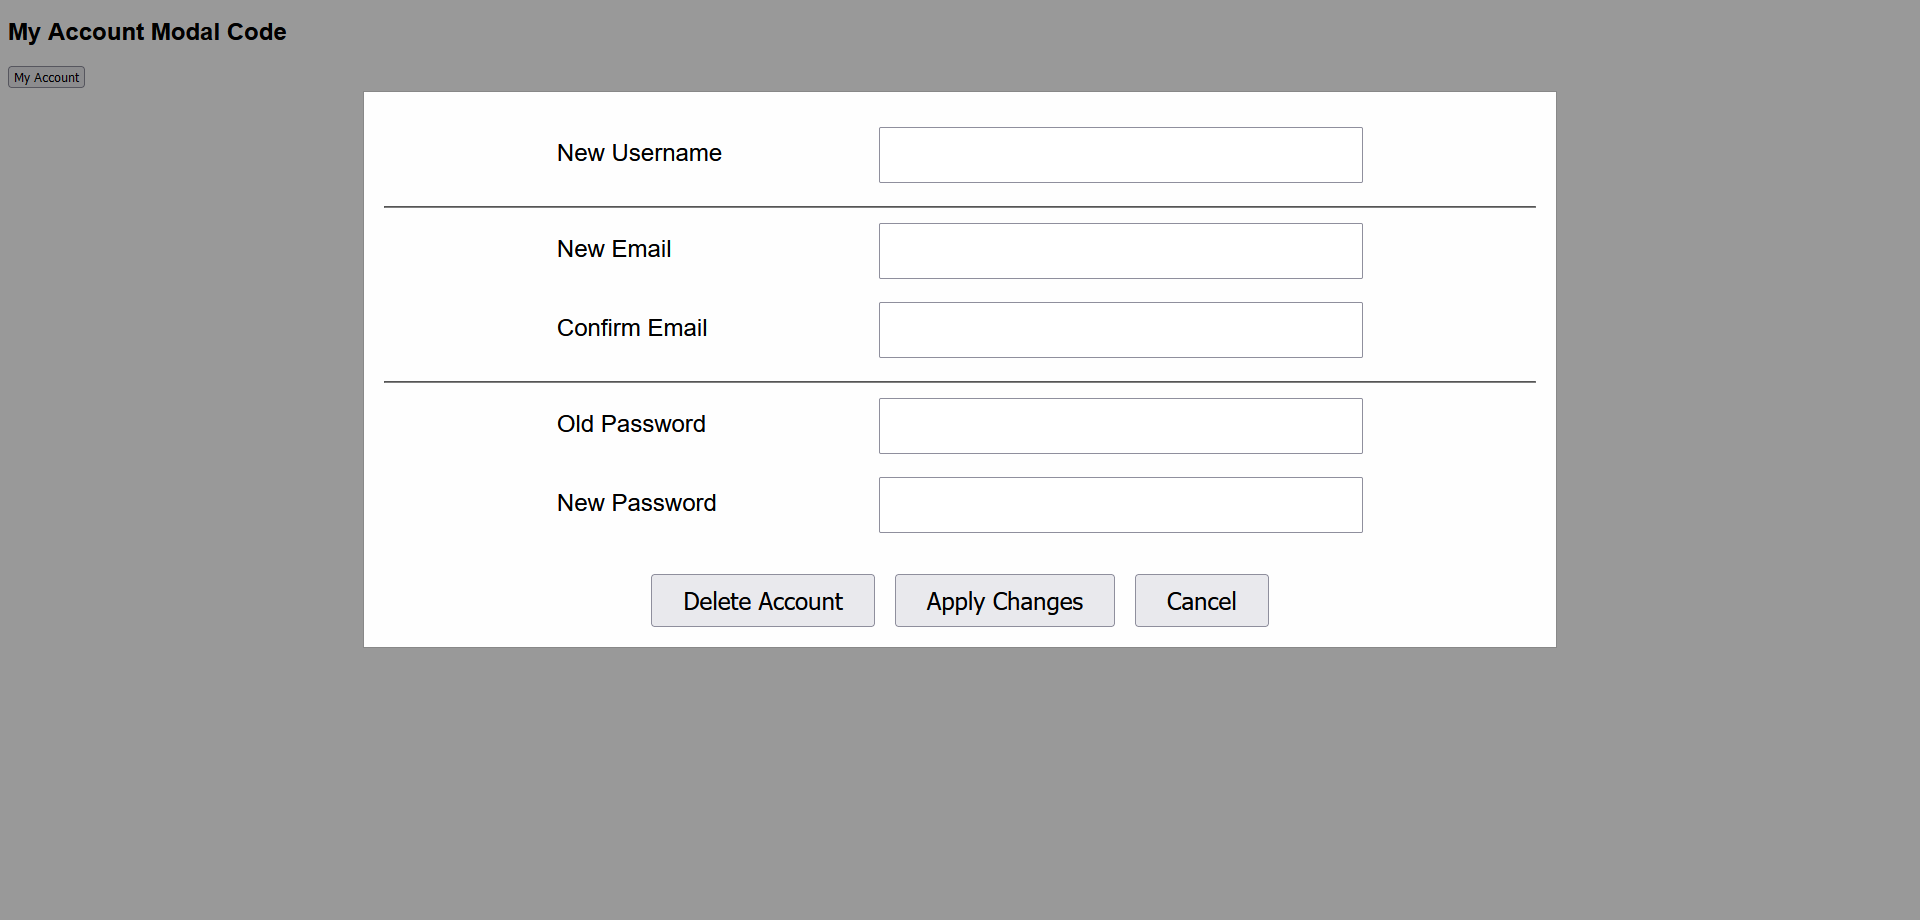 My Account Modal Code
My Account
New Username
New Email
Confirm Email
Old Password
New Password
Delete Account Apply Changes Cancel